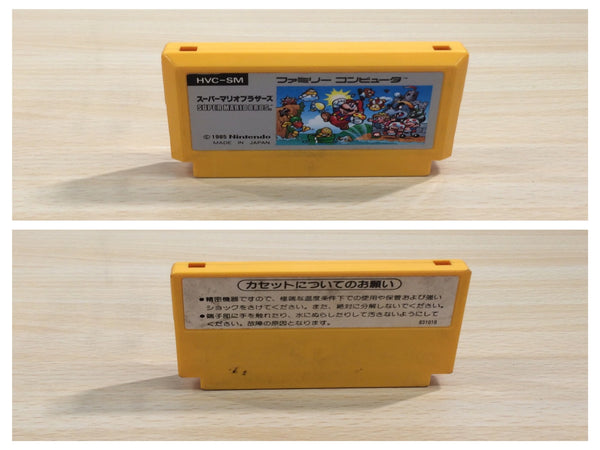 HVC-SM
ファミリー コンピュータ™
スーパーマリオブラザーズ
SUPER MARIO BROS.
©1985 Nintendo
MADE IN JAPAN
カセットについてのお願い
●精密機器ですので、極端な温度条件下での使用や保管および強い
ショックをさけてください。また、絶対に分解しないでください。
●端子部に手を触れたり、水にぬらしたりして汚さないようにして
ください。故障の原因となります。